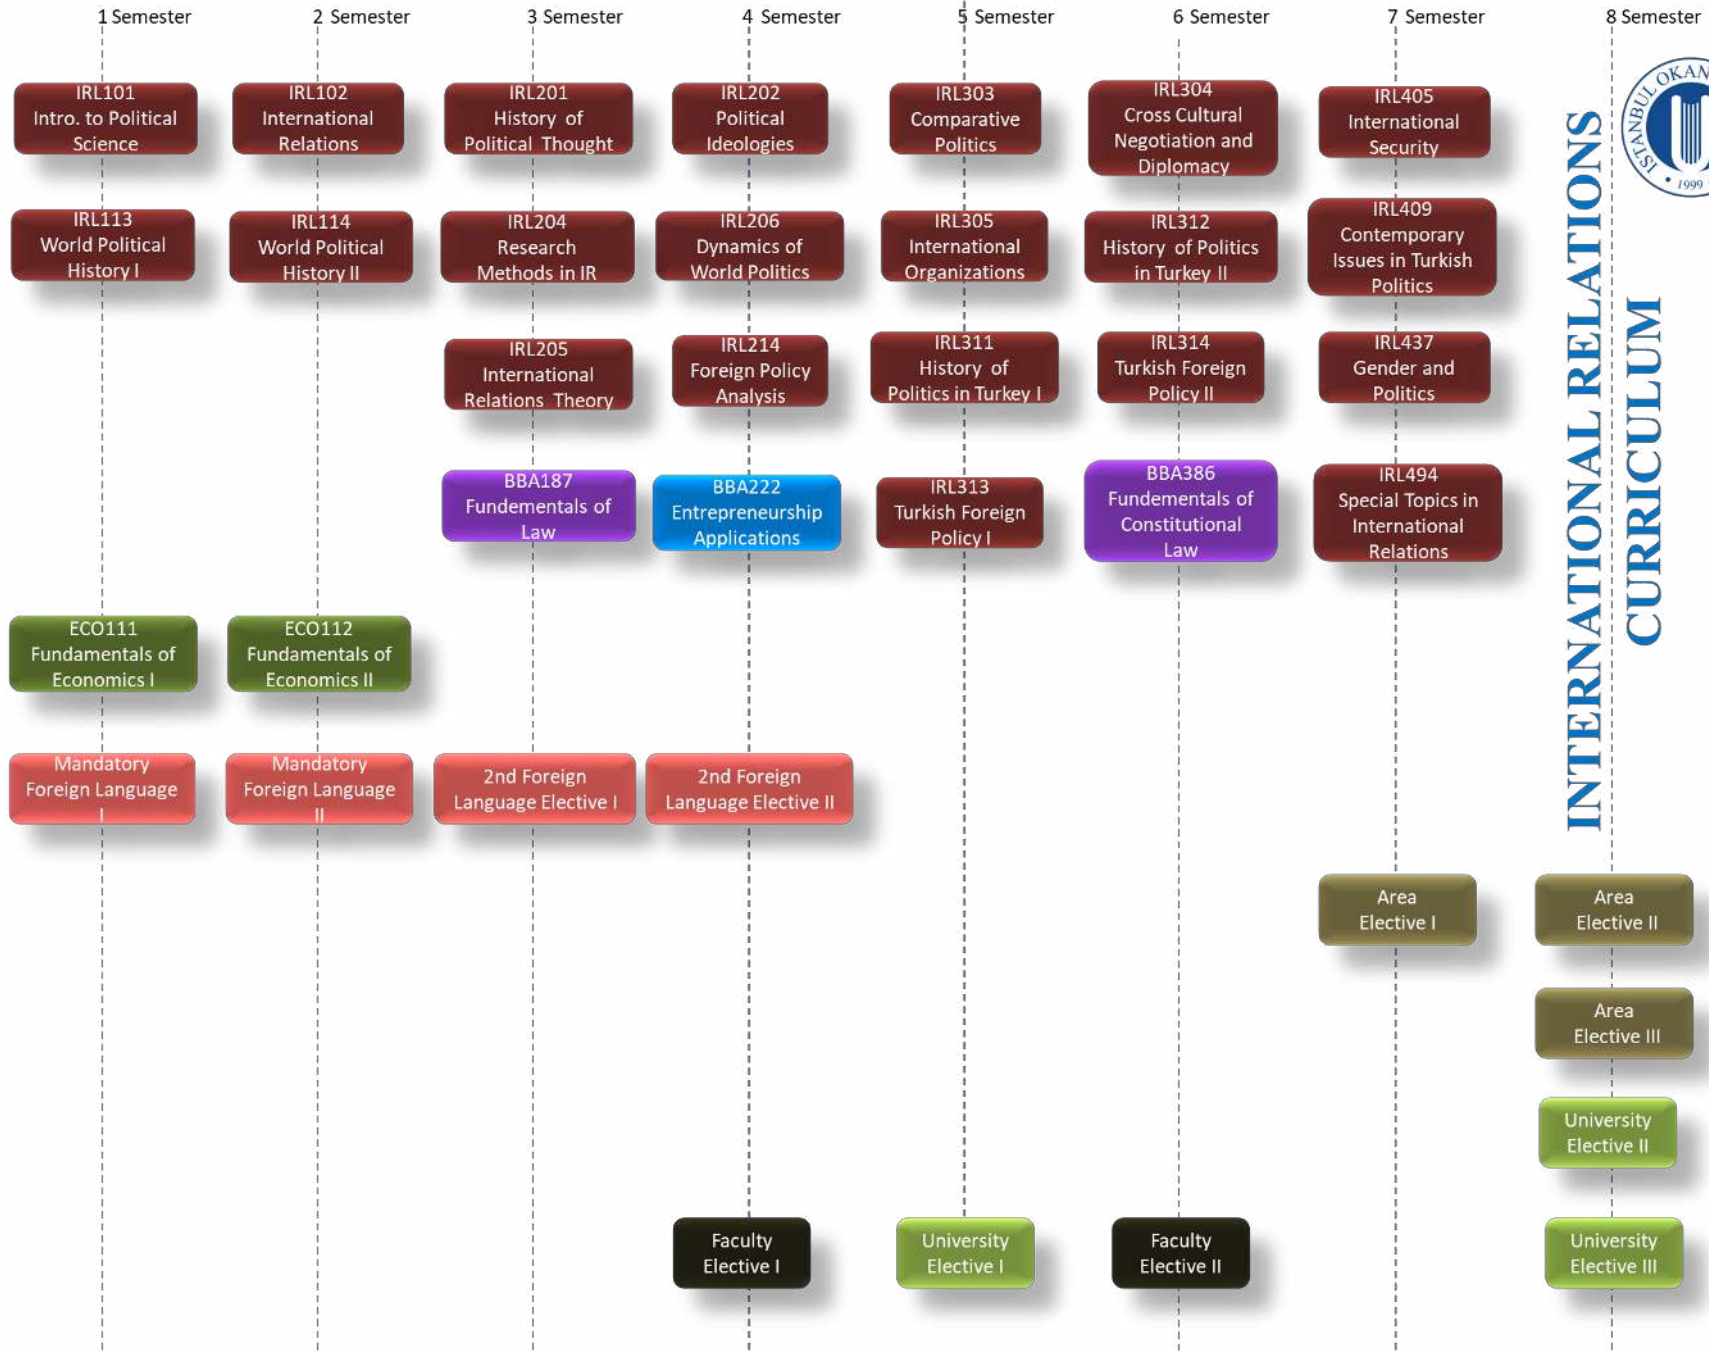 1 Semester
2 Semester
3 Semester
4 Semester
5 Semester
6 Semester
7 Semester
8 Semester
IRL101
Intro. to Political
Science
IRL102
International
Relations
IRL201
History of
Political Thought
IRL202
Political
Ideologies
IRL303
Comparative
Politics
IRL304
Cross Cultural
Negotiation and
Diplomacy
IRL405
International
Security
IRL113
World Political
History I
IRL114
World Political
History II
IRL204
Research
Methods in IR
IRL206
Dynamics of
World Politics
IRL305
International
Organizations
IRL312
History of Politics
in Turkey II
IRL409
Contemporary
Issues in Turkish
Politics
IRL205
International
Relations Theory
IRL214
Foreign Policy
Analysis
IRL311
History of
Politics in Turkey I
IRL314
Turkish Foreign
Policy II
IRL437
Gender and
Politics
BBA187
Fundementals of
Law
BBA222
Entrepreneurship
Applications
IRL313
Turkish Foreign
Policy I
BBA386
Fundementals of
Constitutional
Law
IRL494
Special Topics in
International
Relations
ECO111
Fundamentals of
Economics I
ECO112
Fundamentals of
Economics II
Mandatory
Foreign Language
I
Mandatory
Foreign Language
II
2nd Foreign
Language Elective I
2nd Foreign
Language Elective II
Area
Elective I
Area
Elective II
Area
Elective III
University
Elective II
Faculty
Elective I
University
Elective I
Faculty
Elective II
University
Elective III
INTERNATIONAL RELATIONS
CURRICULUM
ISTANBUL OKAN
1999